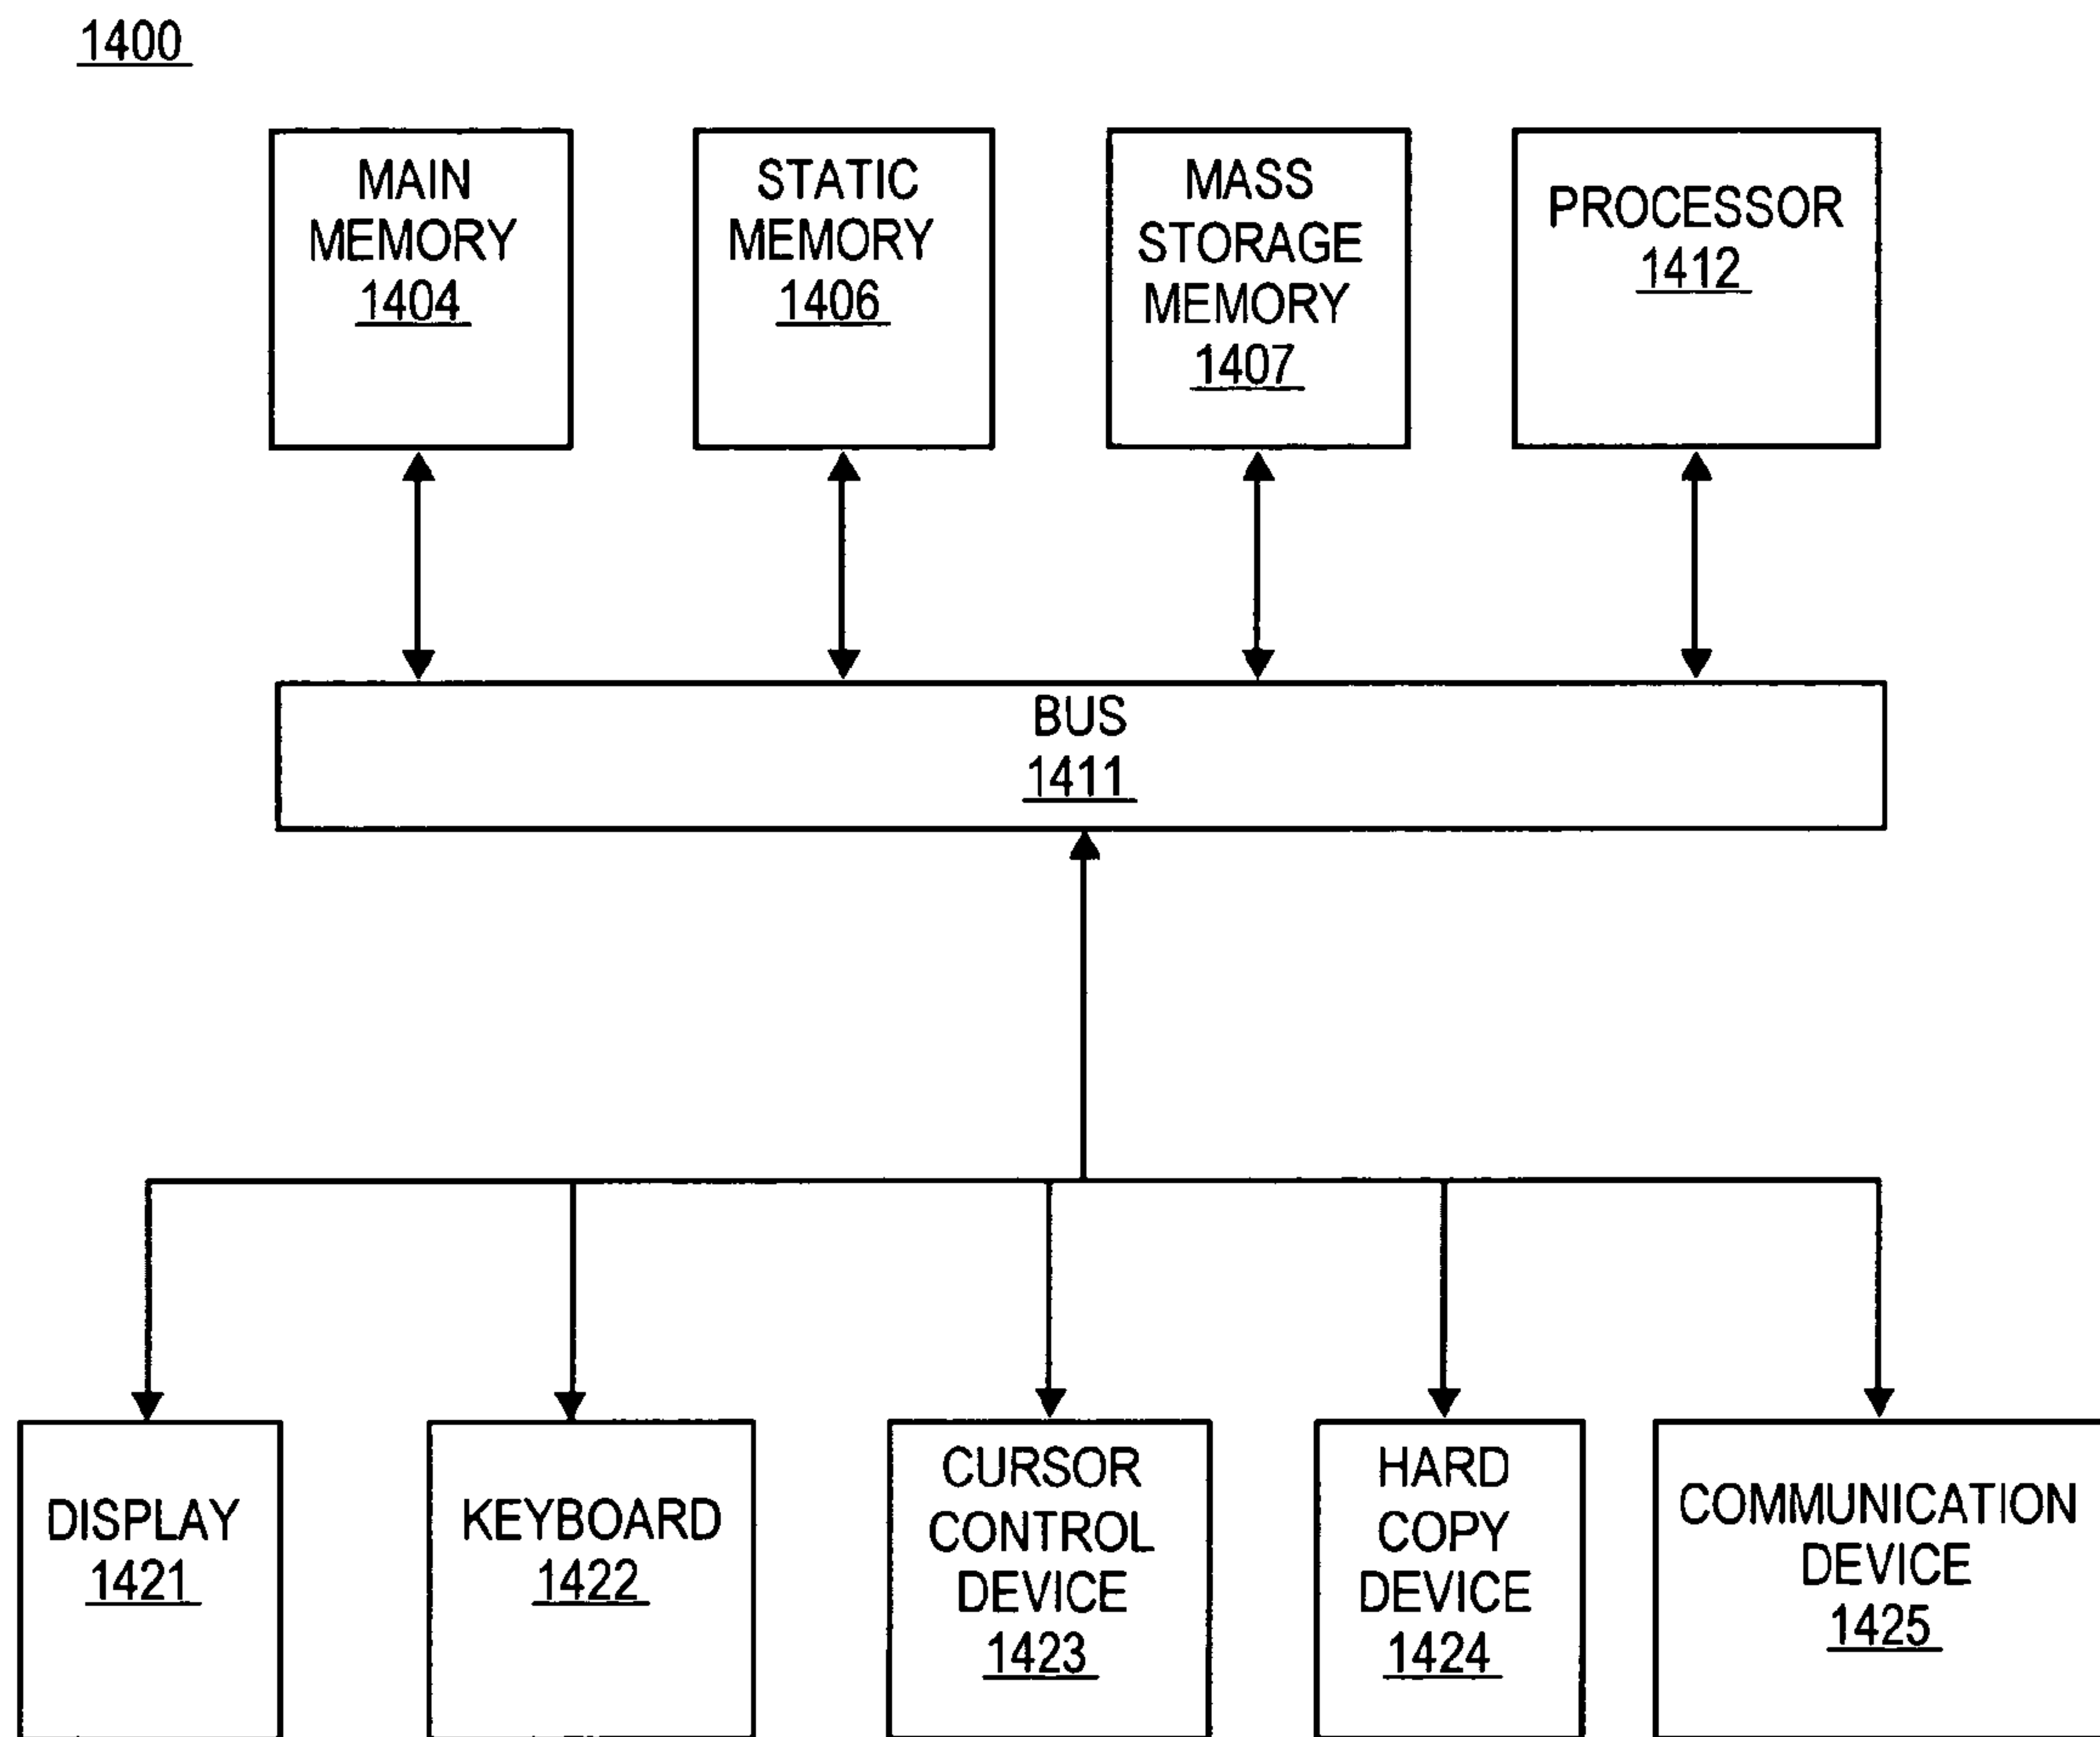 1400
MAIN
MEMORY
1404
STATIC
MEMORY
1406
MASS
STORAGE
MEMORY
1407
PROCESSOR
1412
BUS
1411
DISPLAY
1421
KEYBOARD
1422
CURSOR
CONTROL
DEVICE
1423
HARD
COPY
DEVICE
1424
COMMUNICATION
DEVICE
1425